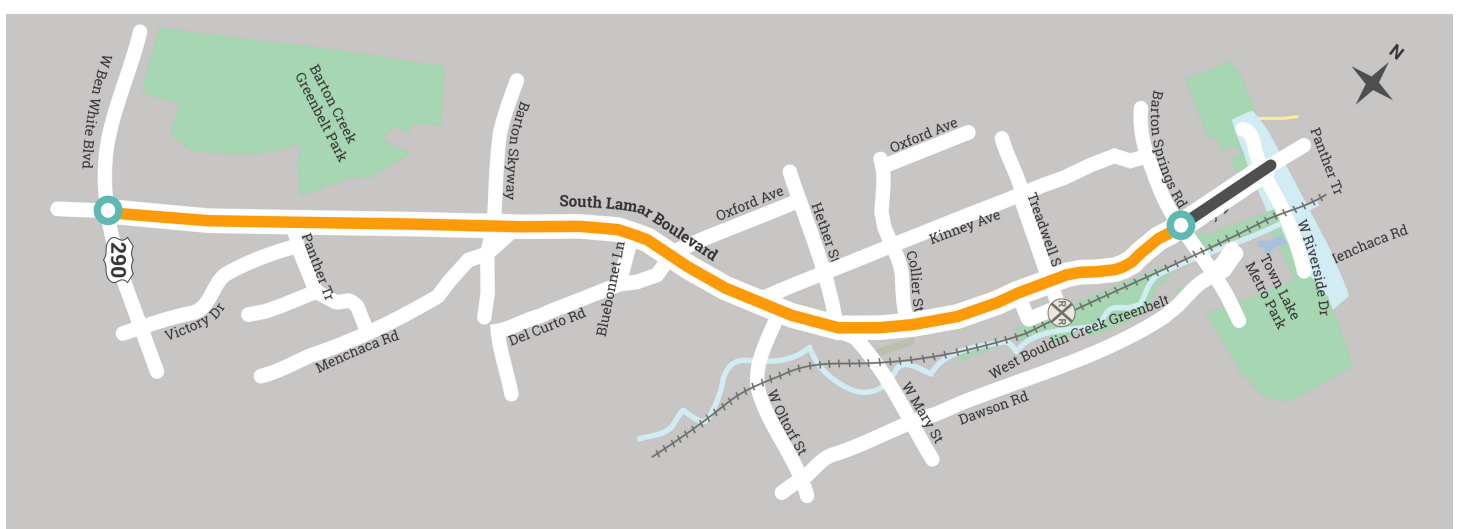 N
W Ben White Blvd
Barton Creek
Greenbelt Park
Barton Skyway
South Lamar Boulevard
Oxford Ave
Oxford Ave
Hether St
Collier St
Kinney Ave
Treadwell S
Barton Springs Rd
Panther Tr
290
Victory Dr
Panther Tr
Menchaca Rd
Del Curto Rd
Bluebonnet Ln
W Oltorf St
W Mary St
Dawson Rd
West Bouldin Creek Greenbelt
R R
R
Town Lake
Metro Park
W Riverside Dr
lenchaca Rd